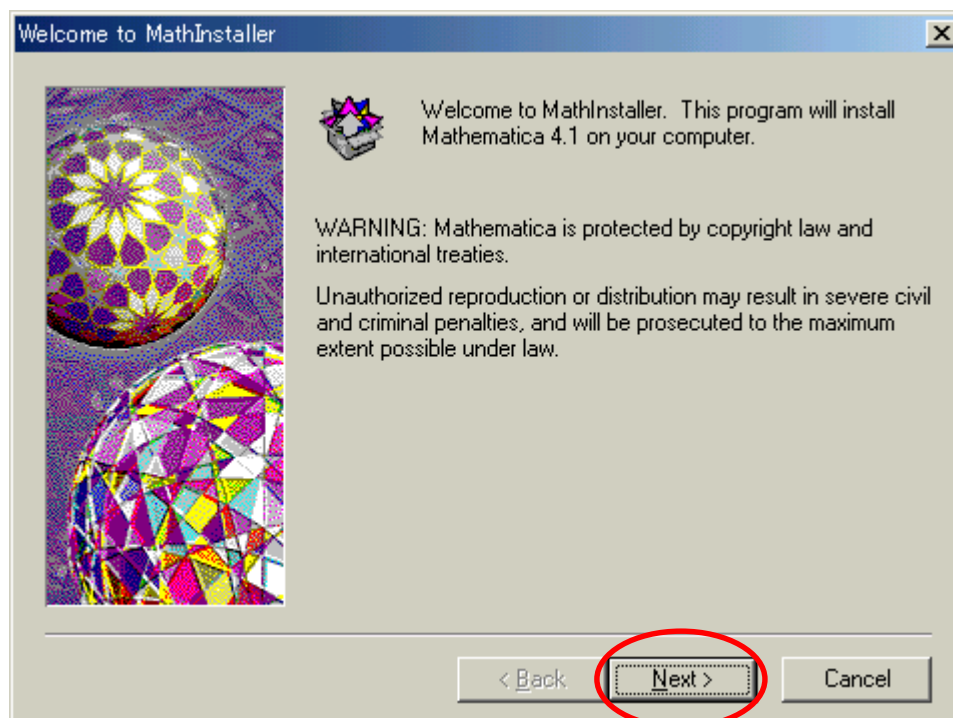 Welcome to MathInstaller
Welcome to MathInstaller. This program will install
Mathematica 4.1 on your computer.
WARNING: Mathematica is protected by copyright law and
international treaties.
Unauthorized reproduction or distribution may result in severe civil
and criminal penalties, and will be prosecuted to the maximum
extent possible under law.
< Back
Next >
Cancel